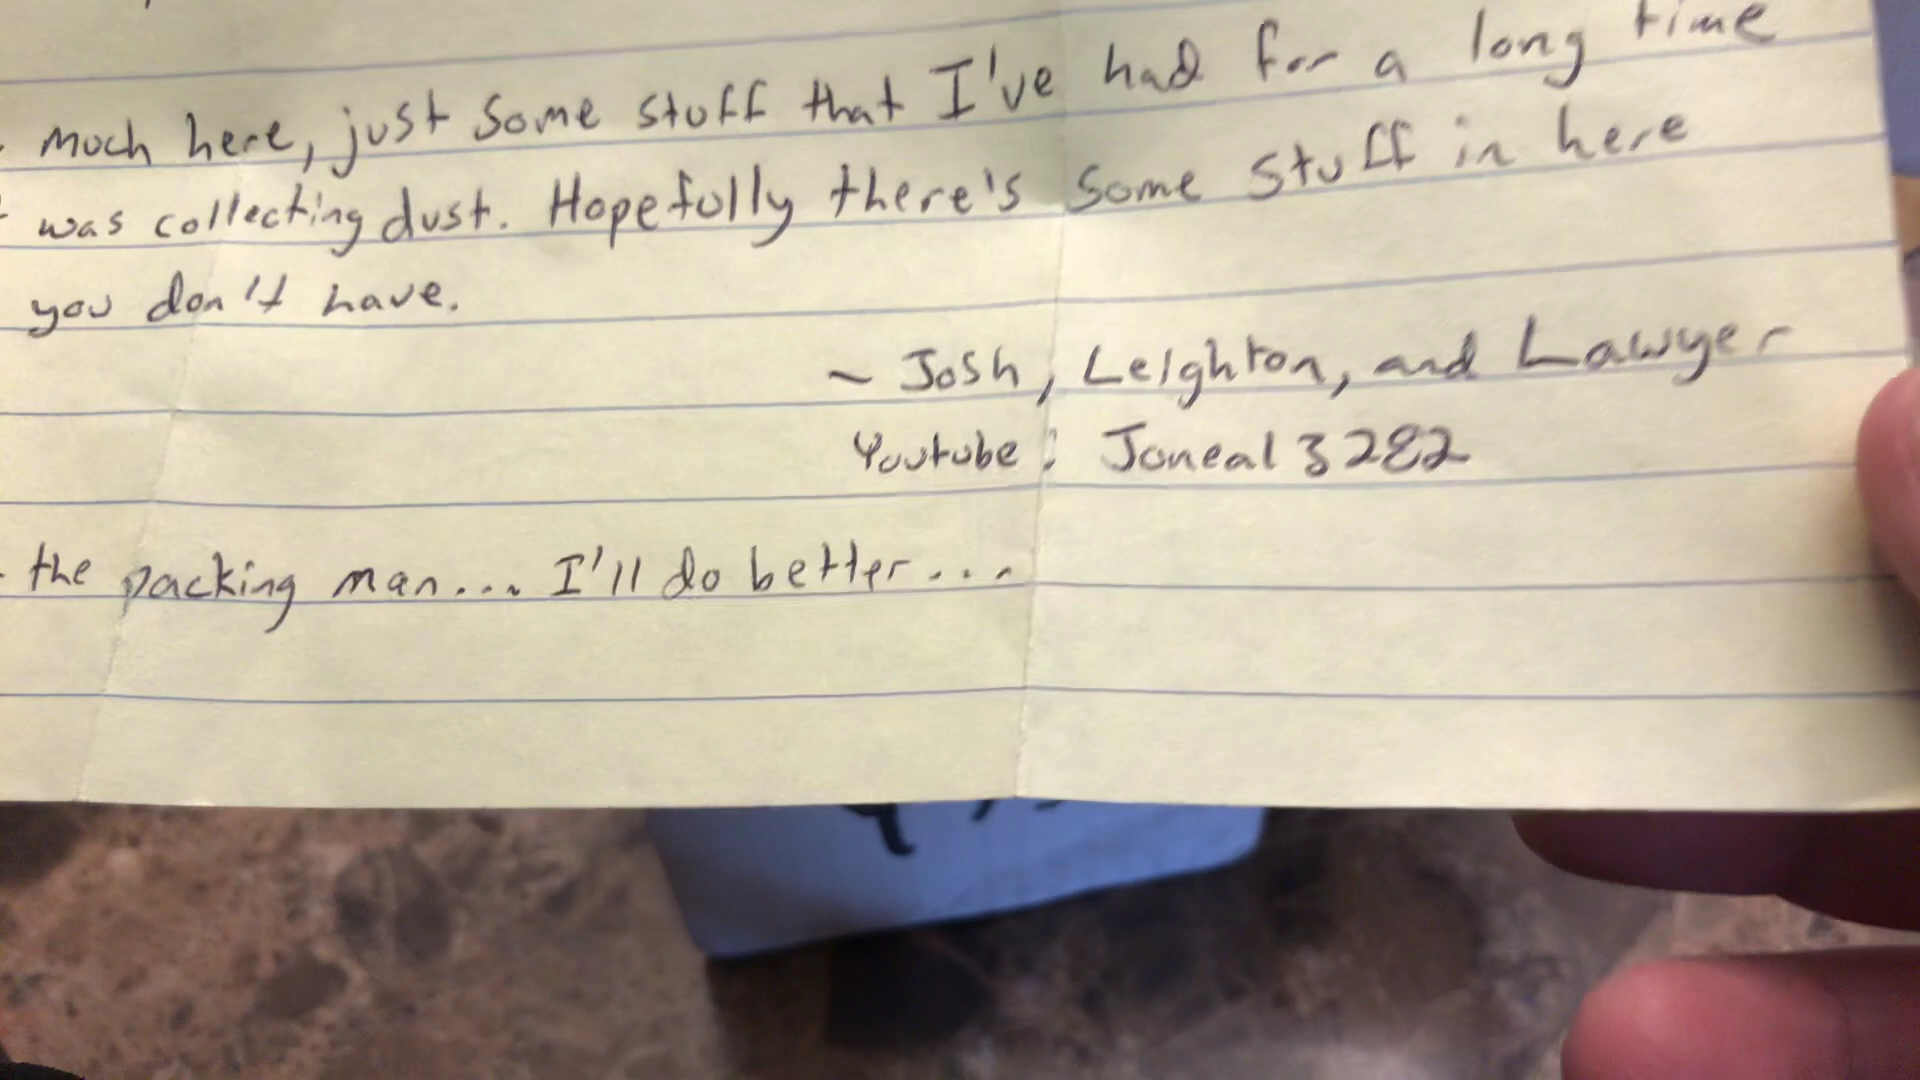 much here, just some stuff that I've had for a long time
was collecting dust. Hopefully there's some stuff in here
you don't have.
~ Josh, Leighton, and Lawyer
Youtube: Joneal3282
the packing man... I'll do better...